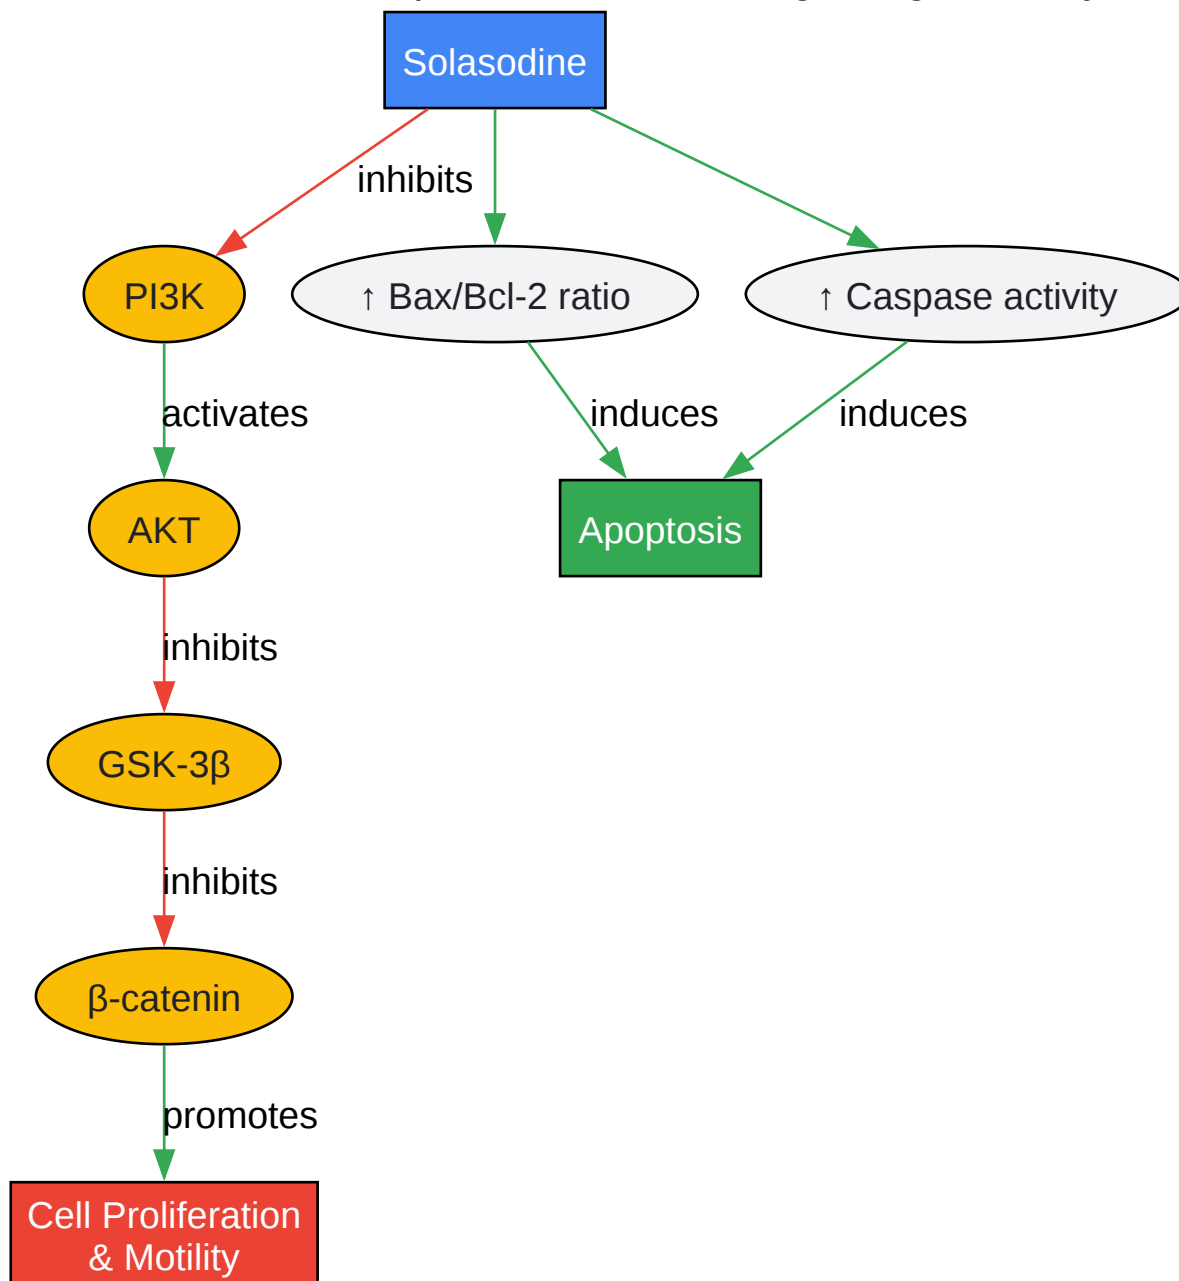 Solasodine
inhibits
PI3K
↑ Bax/Bcl-2 ratio
↑ Caspase activity
activates
induces
induces
AKT
Apoptosis
inhibits
GSK-3β
inhibits
β-catenin
promotes
Cell Proliferation
& Motility